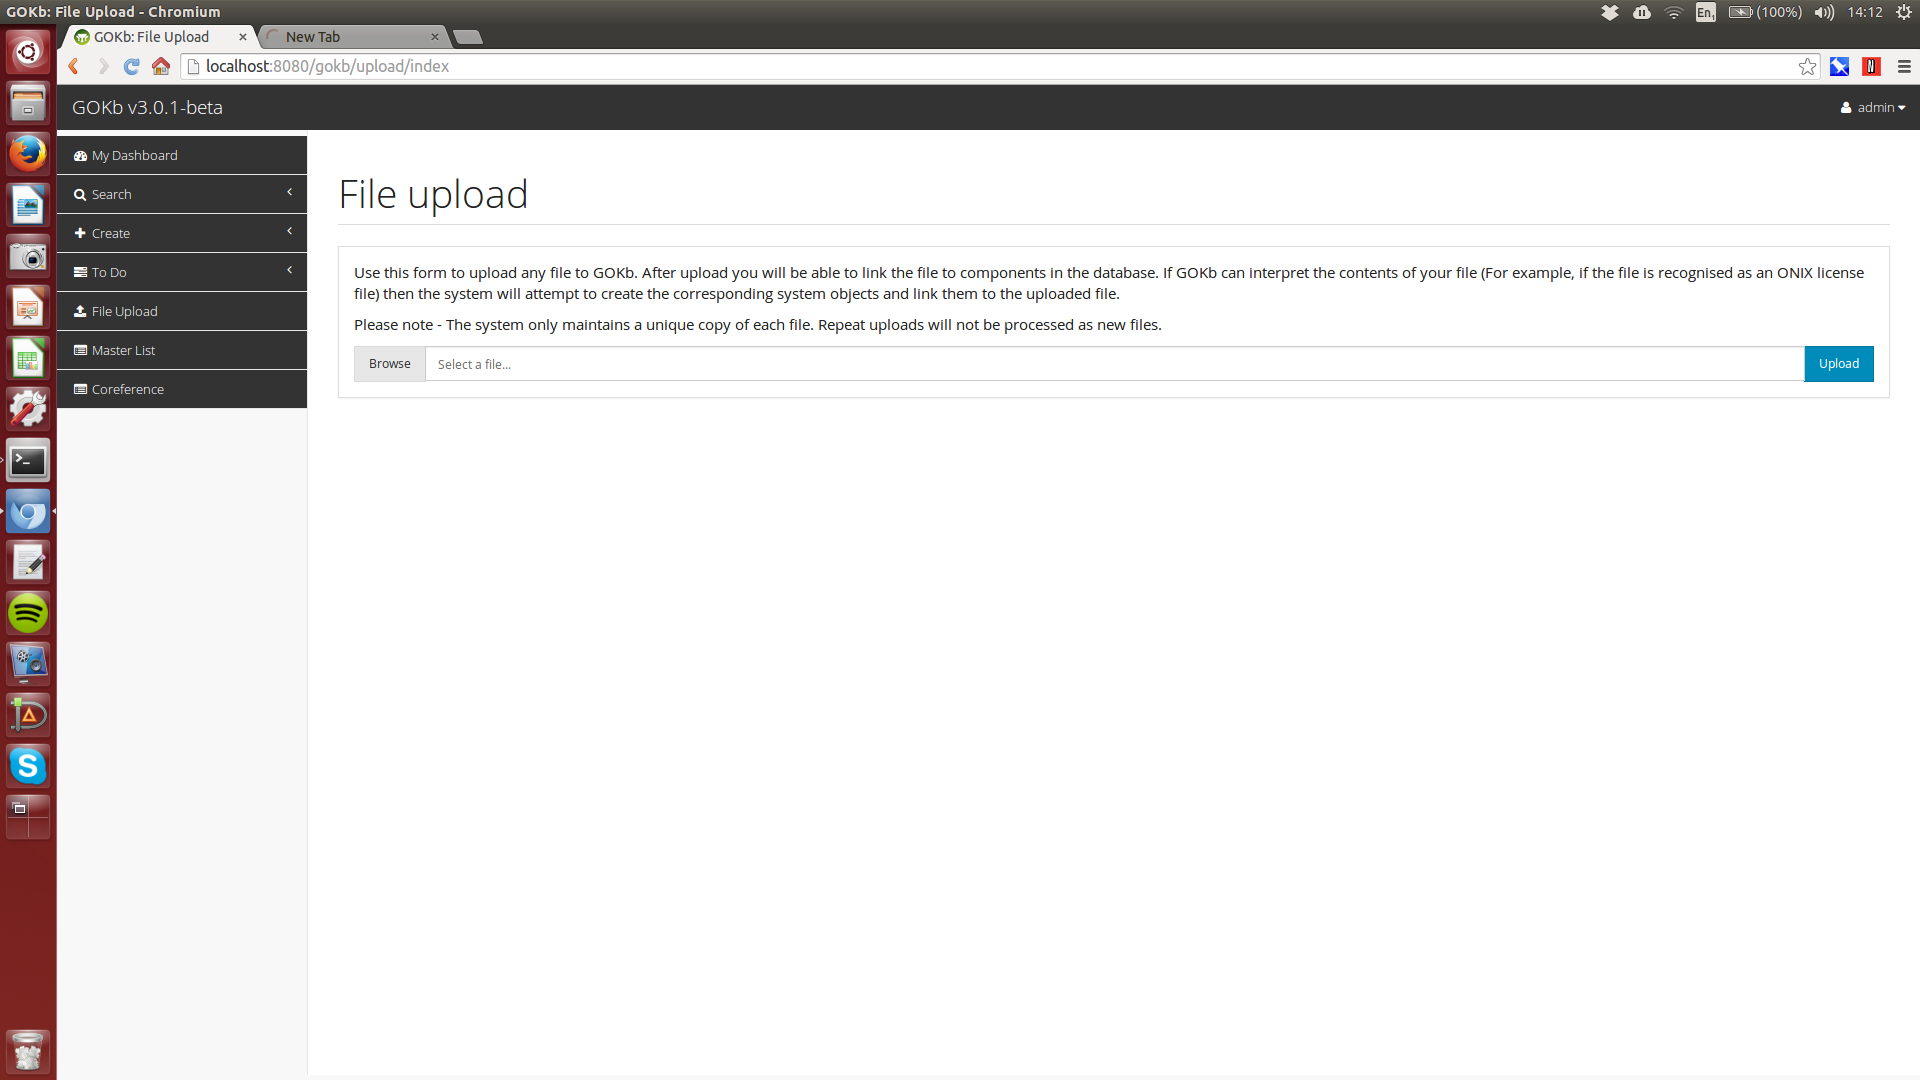 GOKb: File Upload - Chromium
En1
(100%)
14:12
GOKb: File Upload
New Tab
localhost:8080/gokb/upload/index
GOKb v3.0.1-beta
admin
My Dashboard
Search
Create
To Do
File Upload
Master List
Coreference
File upload
Use this form to upload any file to GOKb. After upload you will be able to link the file to components in the database. If GOKb can interpret the contents of your file (For example, if the file is recognised as an ONIX license
file) then the system will attempt to create the corresponding system objects and link them to the uploaded file.
Please note - The system only maintains a unique copy of each file. Repeat uploads will not be processed as new files.
Browse
Select a file...
Upload